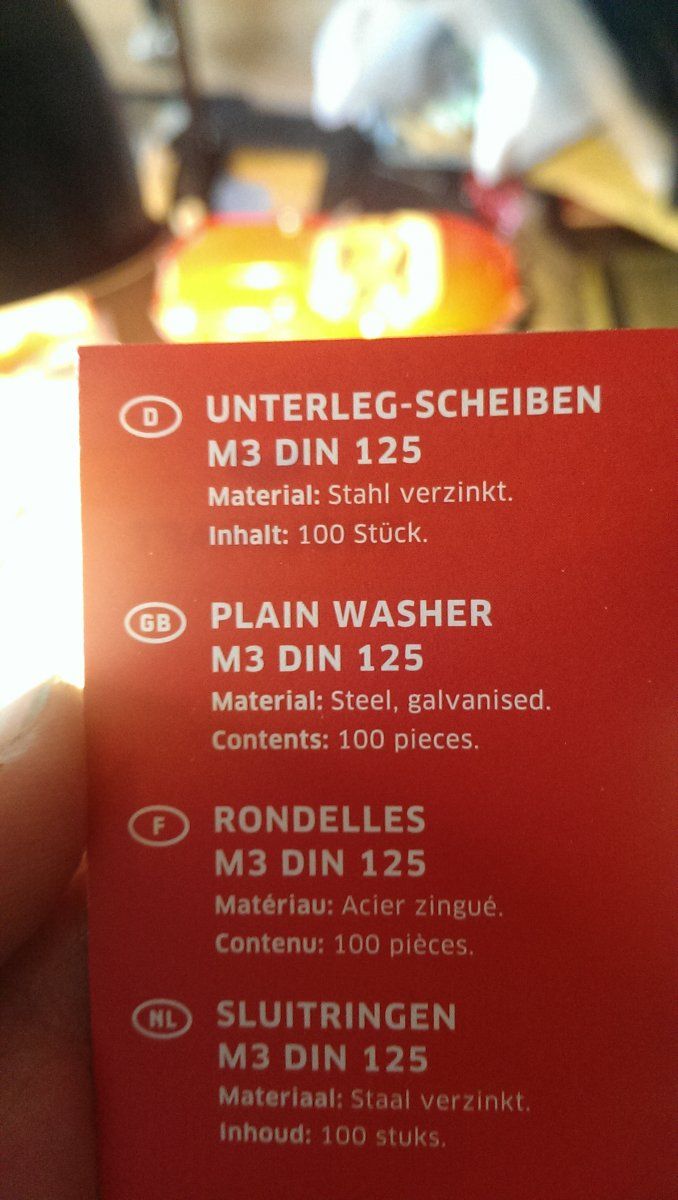 D
UNTERLEG-SCHEIBEN
M3 DIN 125
Material: Stahl verzinkt.
Inhalt: 100 Stück.
GB
PLAIN WASHER
M3 DIN 125
Material: Steel, galvanised.
Contents: 100 pieces.
F
RONDELLES
M3 DIN 125
Matériau: Acier zingué.
Contenu: 100 pièces.
NL
SLUITRINGEN
M3 DIN 125
Materiaal: Staal verzinkt.
Inhoud: 100 stuks.